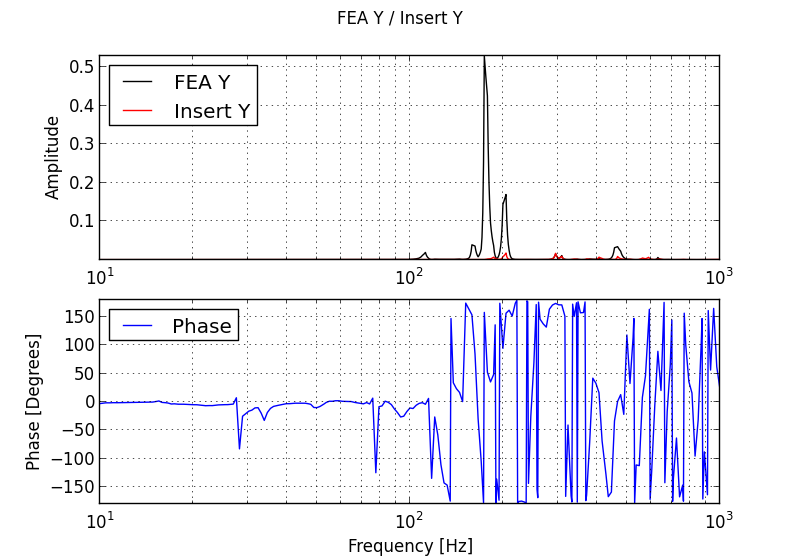 FEA Y / Insert Y
0.5
0.4
0.3
0.2
0.1
Amplitude
FEA Y
Insert Y
10^1
10^2
10^3
150
100
50
0
−50
−100
−150
Phase [Degrees]
Phase
10^1
10^2
10^3
Frequency [Hz]